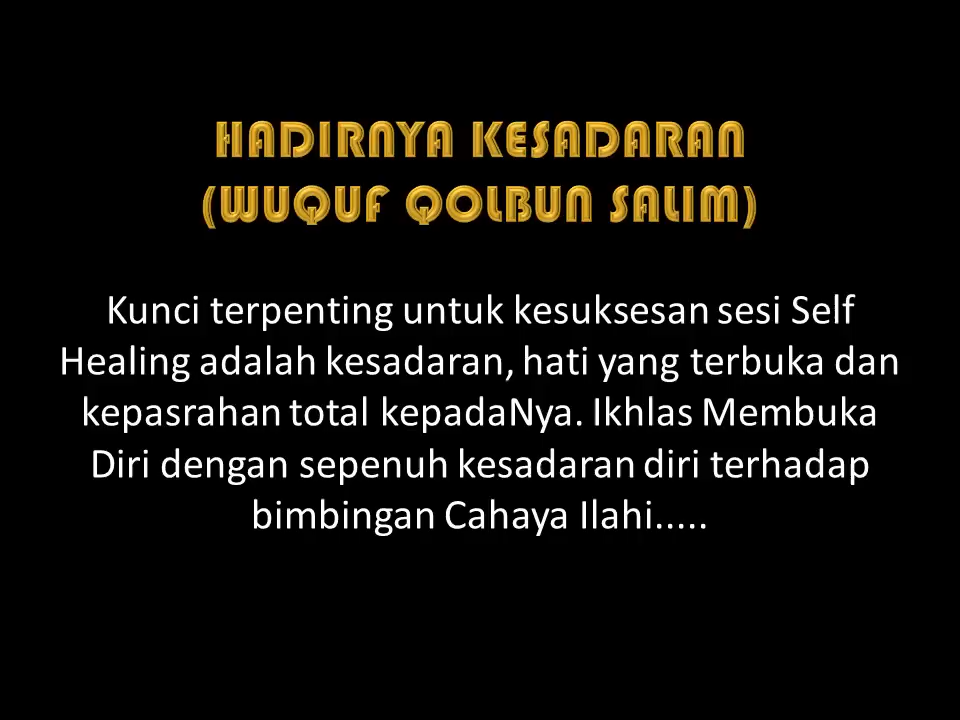 HADIRNYA KESADARAN
(WUQUF QOLBUN SALIM)
Kunci terpenting untuk kesuksesan sesi Self
Healing adalah kesadaran, hati yang terbuka dan
kepasrahan total kepadaNya. Ikhlas Membuka
Diri dengan sepenuh kesadaran diri terhadap
bimbingan Cahaya Ilahi.....